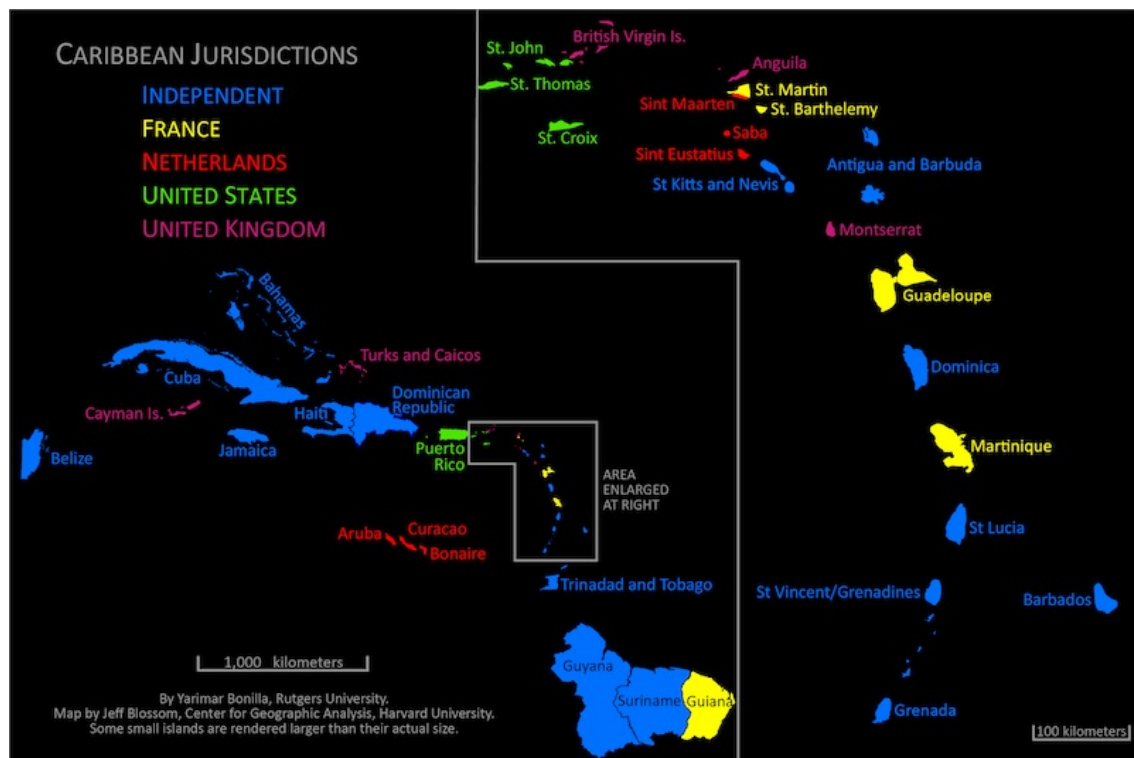 CARIBBEAN JURISDICTIONS
INDEPENDENT
FRANCE
NETHERLANDS
UNITED STATES
UNITED KINGDOM
Bahamas
Turks and Caicos
Cuba
Cayman Is.
Haiti
Dominican
Republic
Jamaica
Belize
Puerto
Rico
AREA
ENLARGED
AT RIGHT
Aruba
Curacao
Bonaire
Trinidad and Tobago
Guyana
Suriname
Guiana
1,000 kilometers
By Yarimar Bonilla, Rutgers University.
Map by Jeff Blossom, Center for Geographic Analysis, Harvard University.
Some small islands are rendered larger than their actual size.
British Virgin Is.
St. John
St. Thomas
St. Croix
Anguila
St. Martin
Sint Maarten
St. Barthelemy
Saba
Sint Eustatius
Antigua and Barbuda
St Kitts and Nevis
Montserrat
Guadeloupe
Dominica
Martinique
St Lucia
St Vincent/Grenadines
Barbados
Grenada
100 kilometers